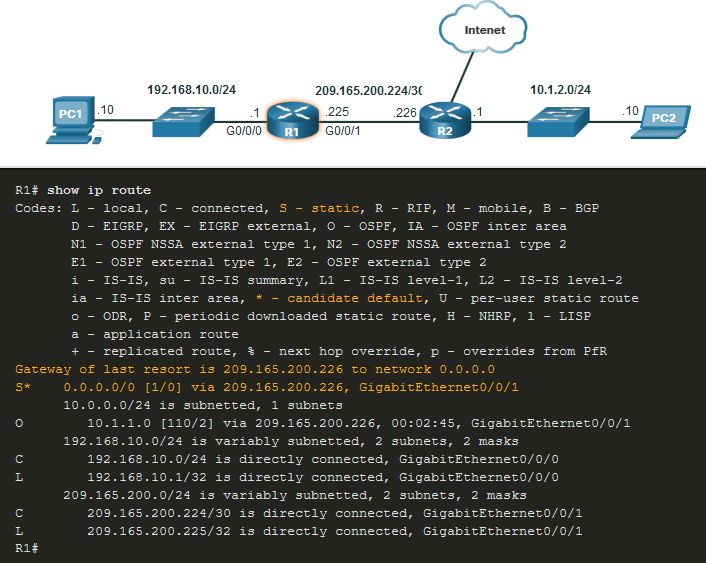 Intenet
192.168.10.0/24
209.165.200.224/30
10.1.2.0/24
PC1
.10
.1
R1
.225
.226
R2
.1
.10
PC2
G0/0/0
G0/0/1
R1# show ip route
Codes: L - local, C - connected, S - static, R - RIP, M - mobile, B - BGP
D - EIGRP, EX - EIGRP external, O - OSPF, IA - OSPF inter area
N1 - OSPF NSSA external type 1, N2 - OSPF NSSA external type 2
E1 - OSPF external type 1, E2 - OSPF external type 2
i - IS-IS, su - IS-IS summary, L1 - IS-IS level-1, L2 - IS-IS level-2
ia - IS-IS inter area, * - candidate default, U - per-user static route
o - ODR, P - periodic downloaded static route, H - NHRP, l - LISP
a - application route
+ - replicated route, % - next hop override, p - overrides from PfR
Gateway of last resort is 209.165.200.226 to network 0.0.0.0
S*    0.0.0.0/0 [1/0] via 209.165.200.226, GigabitEthernet0/0/1
10.0.0.0/24 is subnetted, 1 subnets
O        10.1.1.0 [110/2] via 209.165.200.226, 00:02:45, GigabitEthernet0/0/1
192.168.10.0/24 is variably subnetted, 2 subnets, 2 masks
C        192.168.10.0/24 is directly connected, GigabitEthernet0/0/0
L        192.168.10.1/32 is directly connected, GigabitEthernet0/0/0
209.165.200.0/24 is variably subnetted, 2 subnets, 2 masks
C        209.165.200.224/30 is directly connected, GigabitEthernet0/0/1
L        209.165.200.225/32 is directly connected, GigabitEthernet0/0/1
R1#